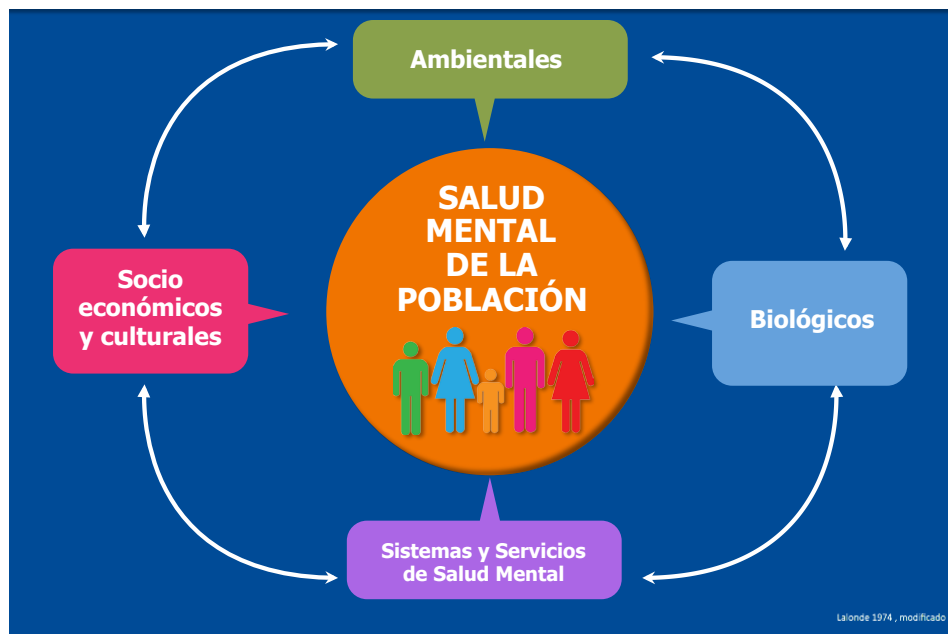 Ambientales
SALUD
MENTAL
DE LA
POBLACIÓN
Socio
económicos
y culturales
Biológicos
Sistemas y Servicios
de Salud Mental
Lalonde 1974 , modificado